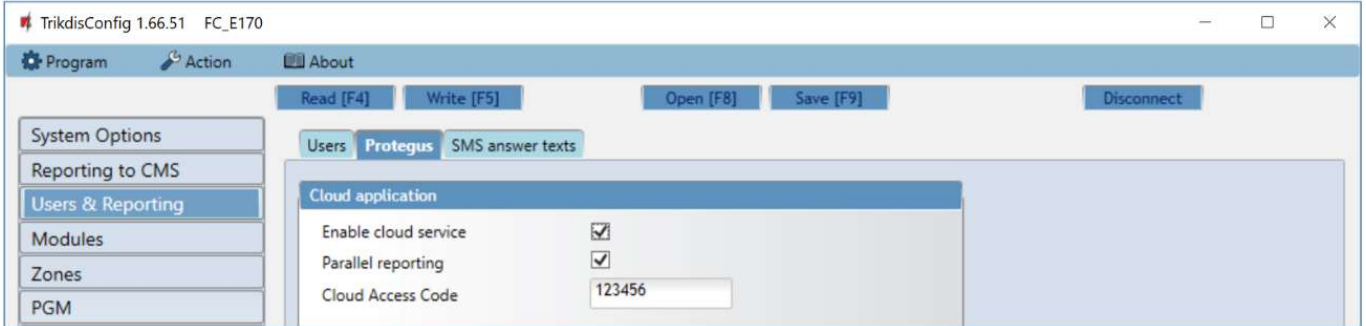 TrikdisConfig 1.66.51 FC_E170
Program Action About
Read [F4] Write [F5] Open [F8] Save [F9] Disconnect
System Options
Reporting to CMS
Users & Reporting
Modules
Zones
PGM
Users Protegus SMS answer texts
Cloud application
Enable cloud service
Parallel reporting
Cloud Access Code 123456